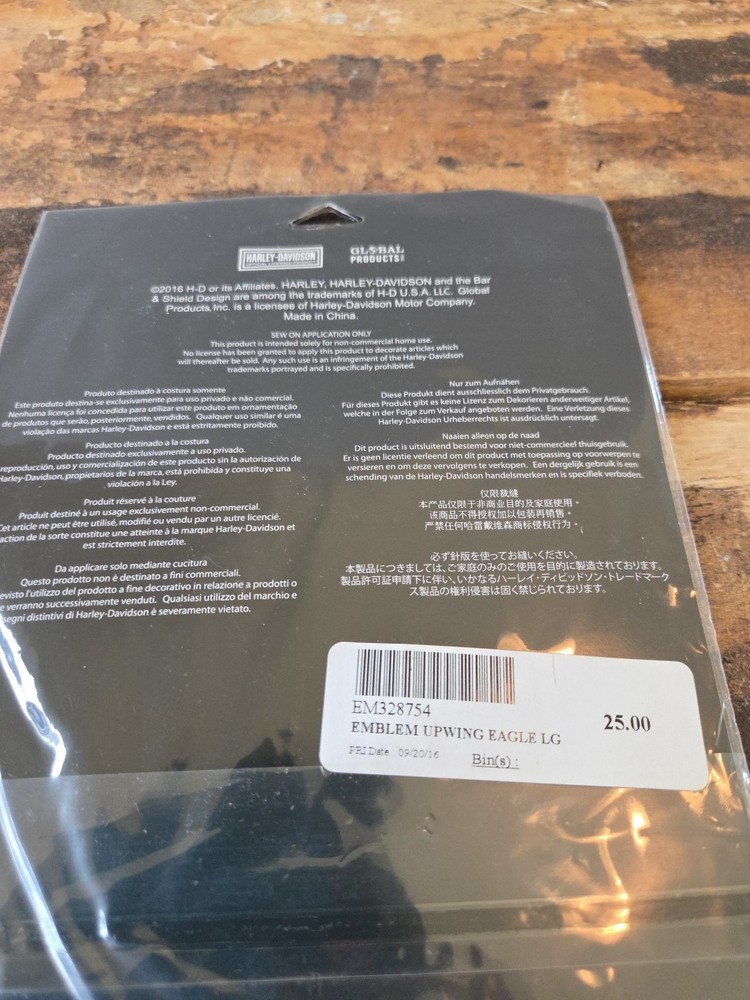 HARLEY-DAVIDSON
GLOBAL
PRODUCTS
©2016 H-D or its Affiliates. HARLEY, HARLEY-DAVIDSON and the Bar
& Shield Design are among the trademarks of H-D U.S.A. LLC. Global
Products, Inc. is a licensee of Harley-Davidson Motor Company.
Made in China.
SEW ON APPLICATION ONLY
This product is intended solely for non-commercial home use.
No license has been granted to apply this product to decorate articles which
will thereafter be sold. Any such use is an infringement of the Harley-Davidson
trademarks portrayed and is specifically prohibited.
Produto destinado à costura somente
Este produto destina-se exclusivamente para uso privado e não comercial.
Nenhuma licença foi concedida para utilizar este produto em ornamentação
de produtos que serão, posteriormente, vendidos. Qualquer uso similar é uma
violação das marcas Harley-Davidson e está estritamente proibido.
Producto destinado a la costura
Producto destinado exclusivamente a uso privado.
reproducción, uso y comercialización de este producto sin la autorización de
Harley-Davidson, propietarios de la marca, está prohibida y constituye una
violación a la Ley.
Produit réservé à la couture
Produit destiné à un usage exclusivement non-commercial.
Cet article ne peut être utilisé, modifié ou vendu par un autre licencié.
action de la sorte constitue une atteinte à la marque Harley-Davidson et
est strictement interdite.
Da applicare solo mediante cucitura
Questo prodotto non è destinato a fini commerciali.
evisto l'utilizzo del prodotto a fine decorativo in relazione a prodotti o
e verranno successivamente venduti. Qualsiasi utilizzo del marchio e
segni distintivi di Harley-Davidson è severamente vietato.
Nur zum Aufnähen
Diese Produkt dient ausschliesslich dem Privatgebrauch.
Für dieses Produkt gibt es keine Lizenz zum Dekorieren anderweitiger Artikel,
welche in der Folge zum Verkauf angeboten werden. Eine Verletzung dieses
Harley-Davidson Urheberrechts ist ausdrücklich untersagt.
Naaien alleen op de naad
Dit product is uitsluitend bestemd voor niet-commercieel thuisgebruik.
Er is geen licentie verleend om dit product met toepassing op voorwerpen te
versieren en om deze vervolgens te verkopen. Een dergelijk gebruik is een
schending van Harley-Davidson handelsmerken en is specifiek verboden.
仅限裁缝
本产品仅限于非商业目的及家庭使用。
该商品不得授权加以包装再销售。
严禁任何哈雷戴维森商标侵权行为。
必ず針版を使ってお縫いください。
本製品につきましては、ご家庭のみのご使用を目的に製造されております。
製品許可証申請下に伴い、いかなるハーレイ・ディビッドソン・トレードマーク
ス製品の権利侵害は固く禁じられております。
EM328754
EMBLEM UPWING EAGLE LG
25.00
PRI Date : 09/20/16
Bin(s) :